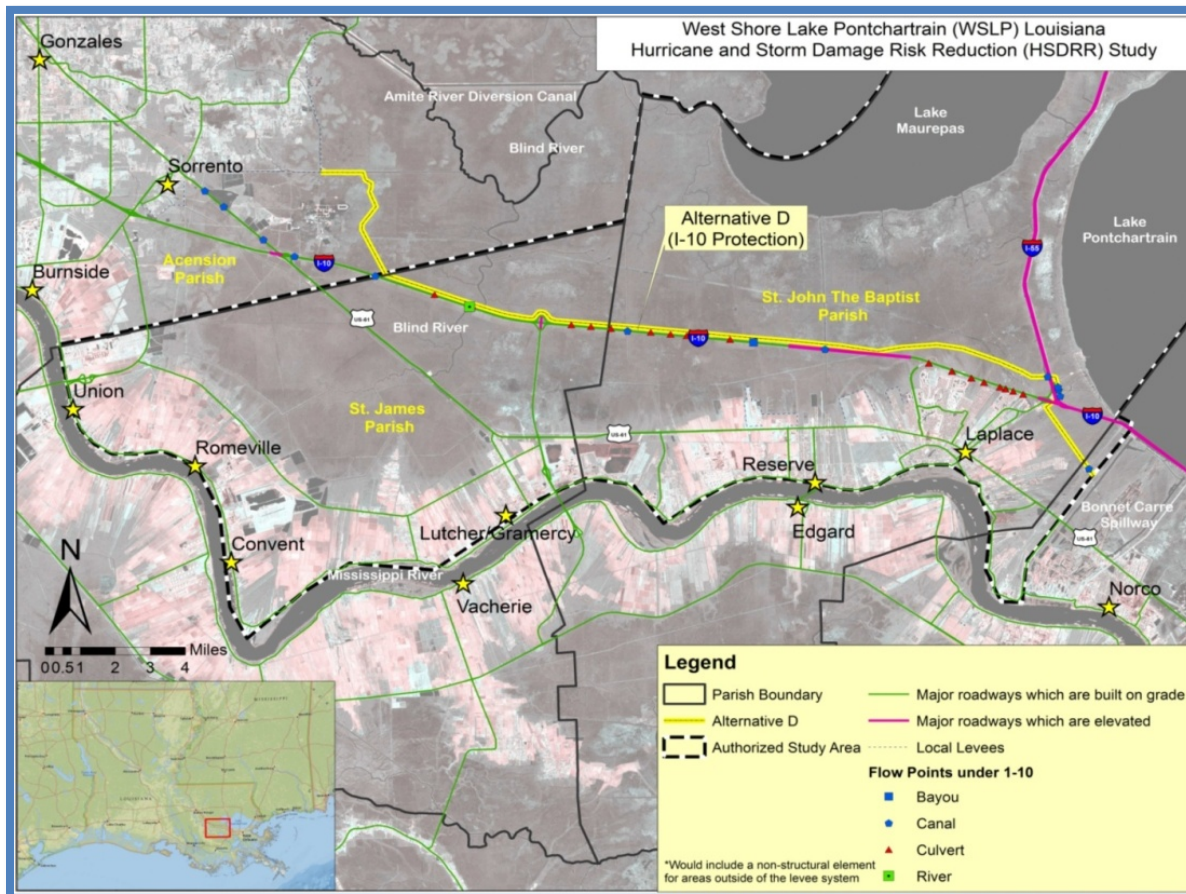 West Shore Lake Pontchartrain (WSLP) Louisiana
Hurricane and Storm Damage Risk Reduction (HSDRR) Study
Gonzales
Amite River Diversion Canal
Lake
Maurepas
Blind River
Sorrento
Alternative D
(I-10 Protection)
Lake
Pontchartrain
I-55
Acension
Parish
I-10
Burnside
St. John The Baptist
Parish
US-61
Blind River
I-10
Union
St. James
Parish
I-10
US-61
Laplace
Romeville
Reserve
Lutcher/Gramercy
Edgard
Bonnet Carre
Spillway
US-61
Convent
Mississippi River
Vacherie
Norco
N
Miles
0 0.5 1 2 3 4
Legend
Parish Boundary
Alternative D
Authorized Study Area
Major roadways which are built on grade
Major roadways which are elevated
Local Levees
Flow Points under 1-10
Bayou
Canal
Culvert
River
*Would include a non-structural element
for areas outside of the levee system
LOUISIANA